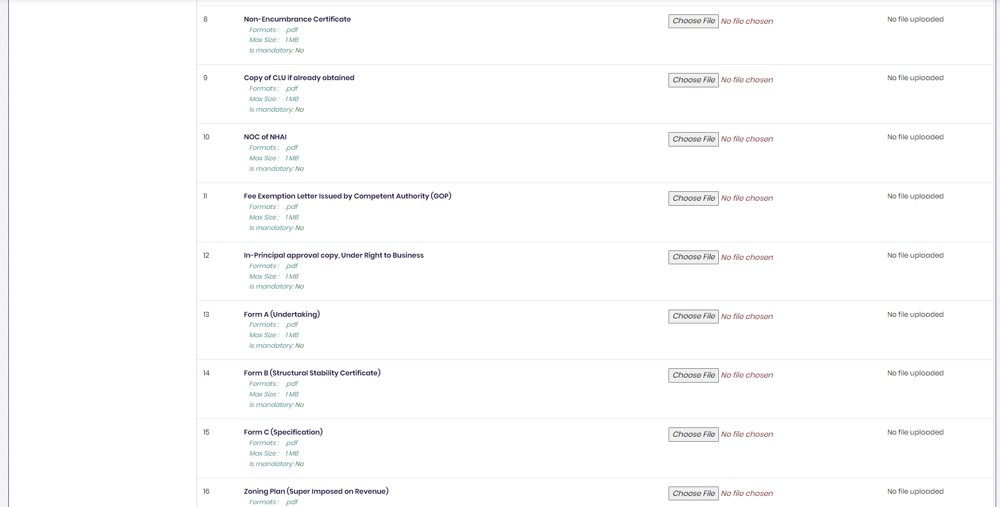 8 Non-Encumbrance Certificate Choose File No file chosen No file uploaded
Formats : .pdf
Max Size : 1 MB
Is mandatory: No
9 Copy of CLU if already obtained Choose File No file chosen No file uploaded
Formats : .pdf
Max Size : 1 MB
Is mandatory: No
10 NOC of NHAI Choose File No file chosen No file uploaded
Formats : .pdf
Max Size : 1 MB
Is mandatory: No
11 Fee Exemption Letter Issued by Competent Authority (GOP) Choose File No file chosen No file uploaded
Formats : .pdf
Max Size : 1 MB
Is mandatory: No
12 In-Principal approval copy, Under Right to Business Choose File No file chosen No file uploaded
Formats : .pdf
Max Size : 1 MB
Is mandatory: No
13 Form A (Undertaking) Choose File No file chosen No file uploaded
Formats : .pdf
Max Size : 1 MB
Is mandatory: No
14 Form B (Structural Stability Certificate) Choose File No file chosen No file uploaded
Formats : .pdf
Max Size : 1 MB
Is mandatory: No
15 Form C (Specification) Choose File No file chosen No file uploaded
Formats : .pdf
Max Size : 1 MB
Is mandatory: No
16 Zoning Plan (Super Imposed on Revenue) Choose File No file chosen No file uploaded
Formats : .pdf